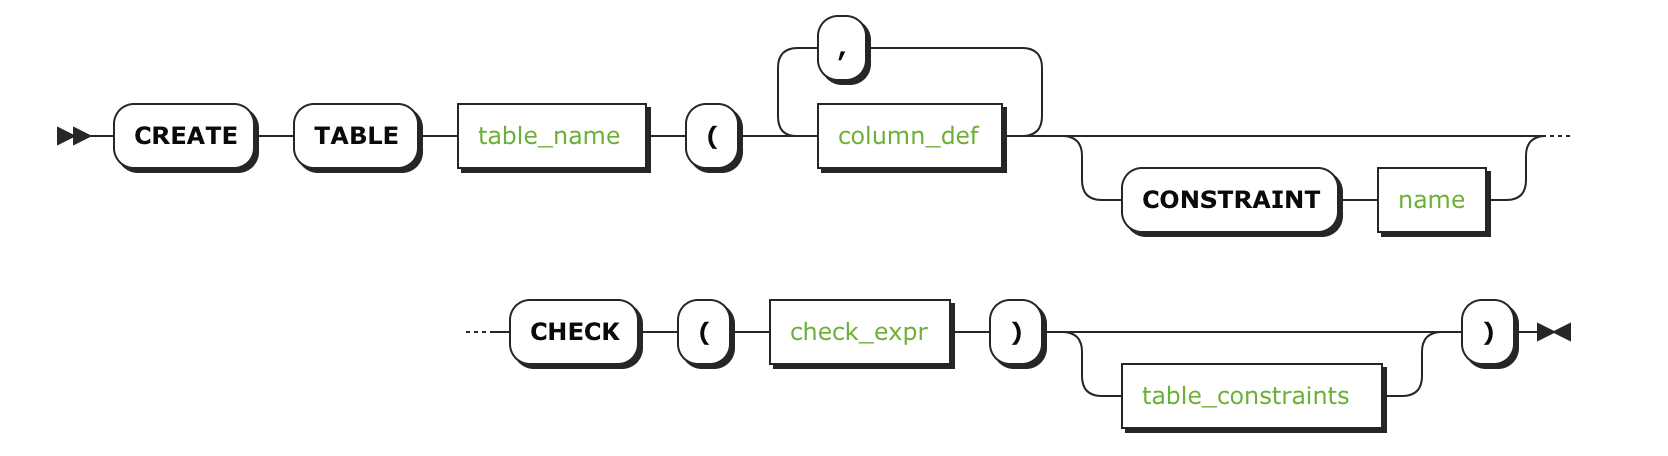 ,
CREATE TABLE table_name ( column_def
CONSTRAINT name
CHECK ( check_expr ) )
table_constraints